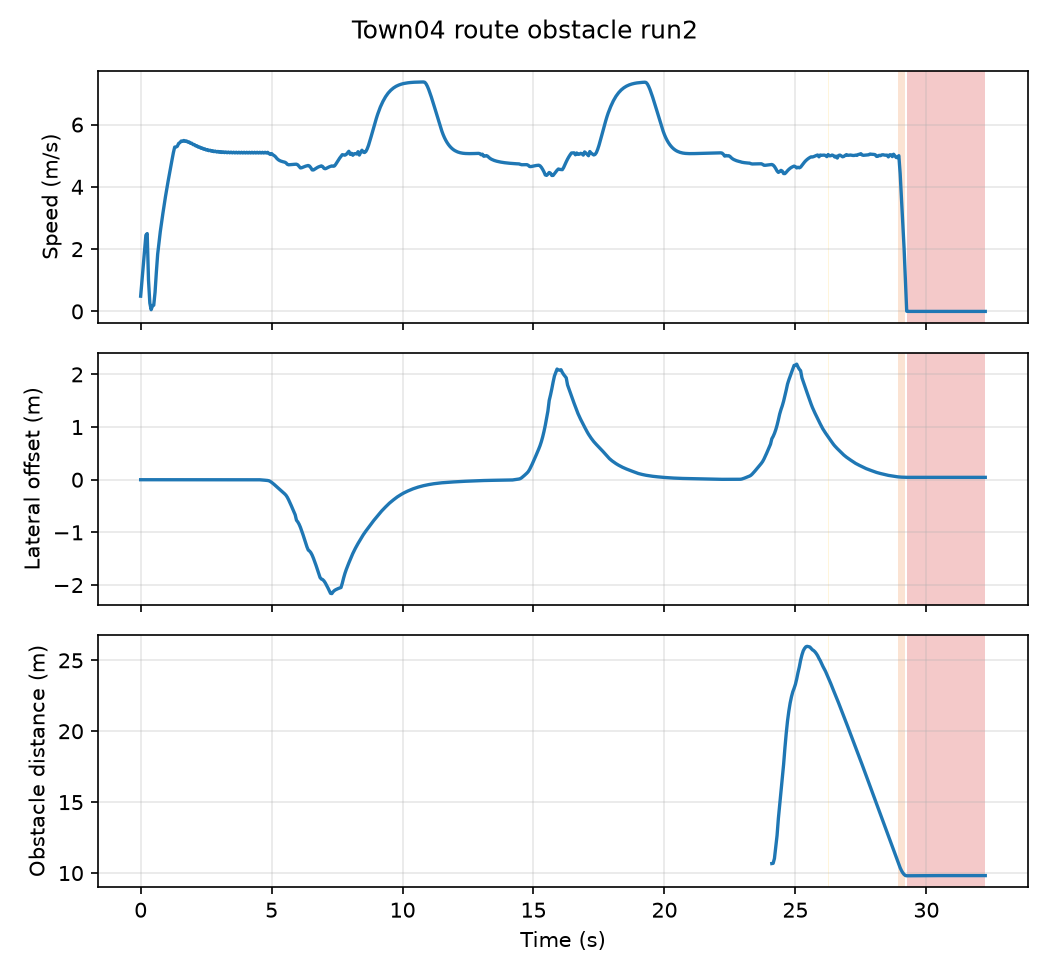 Town04 route obstacle run2
Speed (m/s)
6
4
2
0
Lateral offset (m)
2
1
0
−1
−2
Obstacle distance (m)
25
20
15
10
0 5 10 15 20 25 30
Time (s)